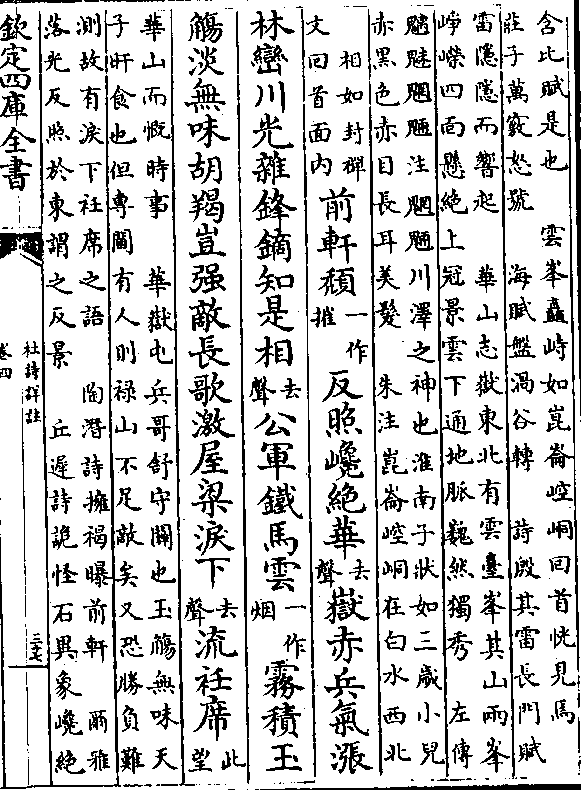 含比賦是也　雲峯矗峙如崑崙崆峒回首恍見馬
莊子萬竅怒號　海賦盤渦谷轉　詩殷其雷長門賦
雷隱隱而響起　華山志嶽東北有雲臺峯其山兩峯
崢嶸四面懸絕上冠景雲下通地脈巍然獨秀　左傳
魑魅魍魎注魍魎川澤之神也淮南子狀如三歲小兒
赤黑色赤目長耳美髮　朱注崑崙崆峒在白水西北
相如封禪文回首面內前軒頹一作摧反照巉絕華去聲嶽赤兵氣漲
林巒川光雜鋒鏑知是相去聲公軍鐵馬雲一作烟霧積玉
觴淡無味胡羯豈强敵長歌激屋梁淚下去聲流衽席此望
華山而慨時事　華嶽屯兵哥舒守關也玉觴無味天
子旰食也但專閫有人則祿山不足敵矣又恐勝負難
測故有淚下衽席之語　陶潛詩擁褐曝前軒　爾雅
落光反照於東謂之反景　丘遲詩詭怪石異象巉絕
欽定四庫全書
杜詩詳註
卷四
三十七